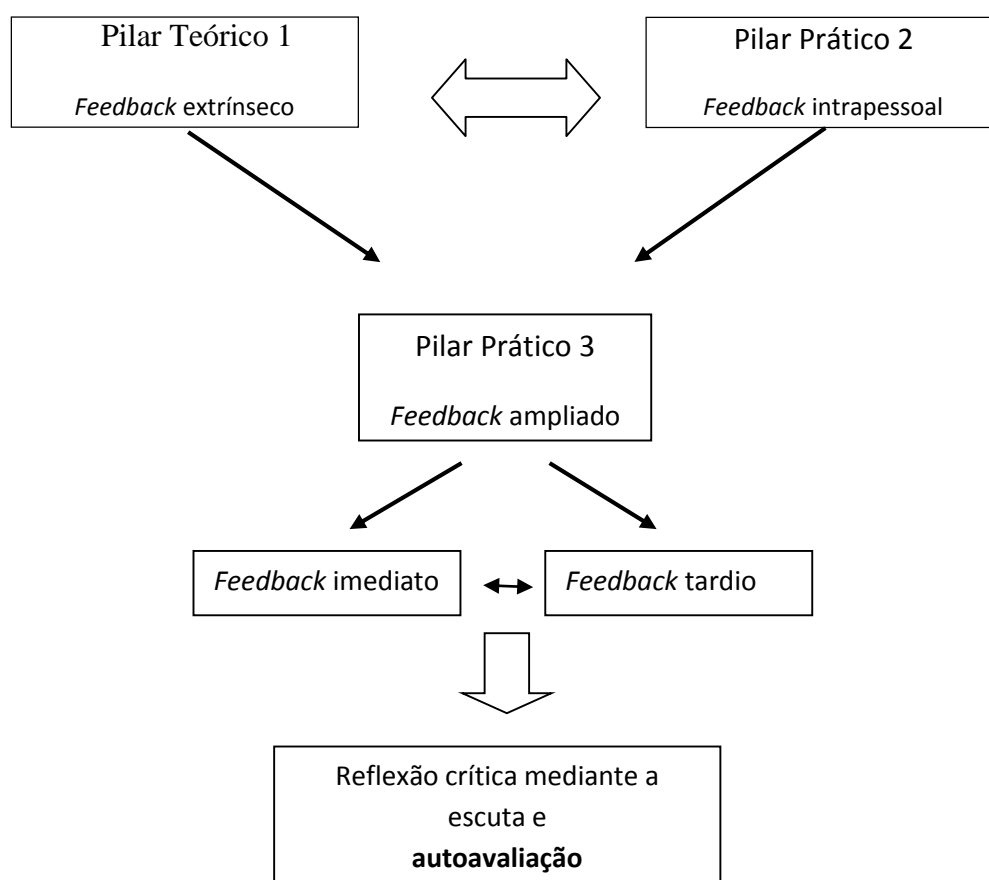 Pilar Teórico 1
Feedback extrínseco
Pilar Prático 2
Feedback intrapessoal
Pilar Prático 3
Feedback ampliado
Feedback imediato
Feedback tardio
Reflexão crítica mediante a
escuta e
autoavaliação